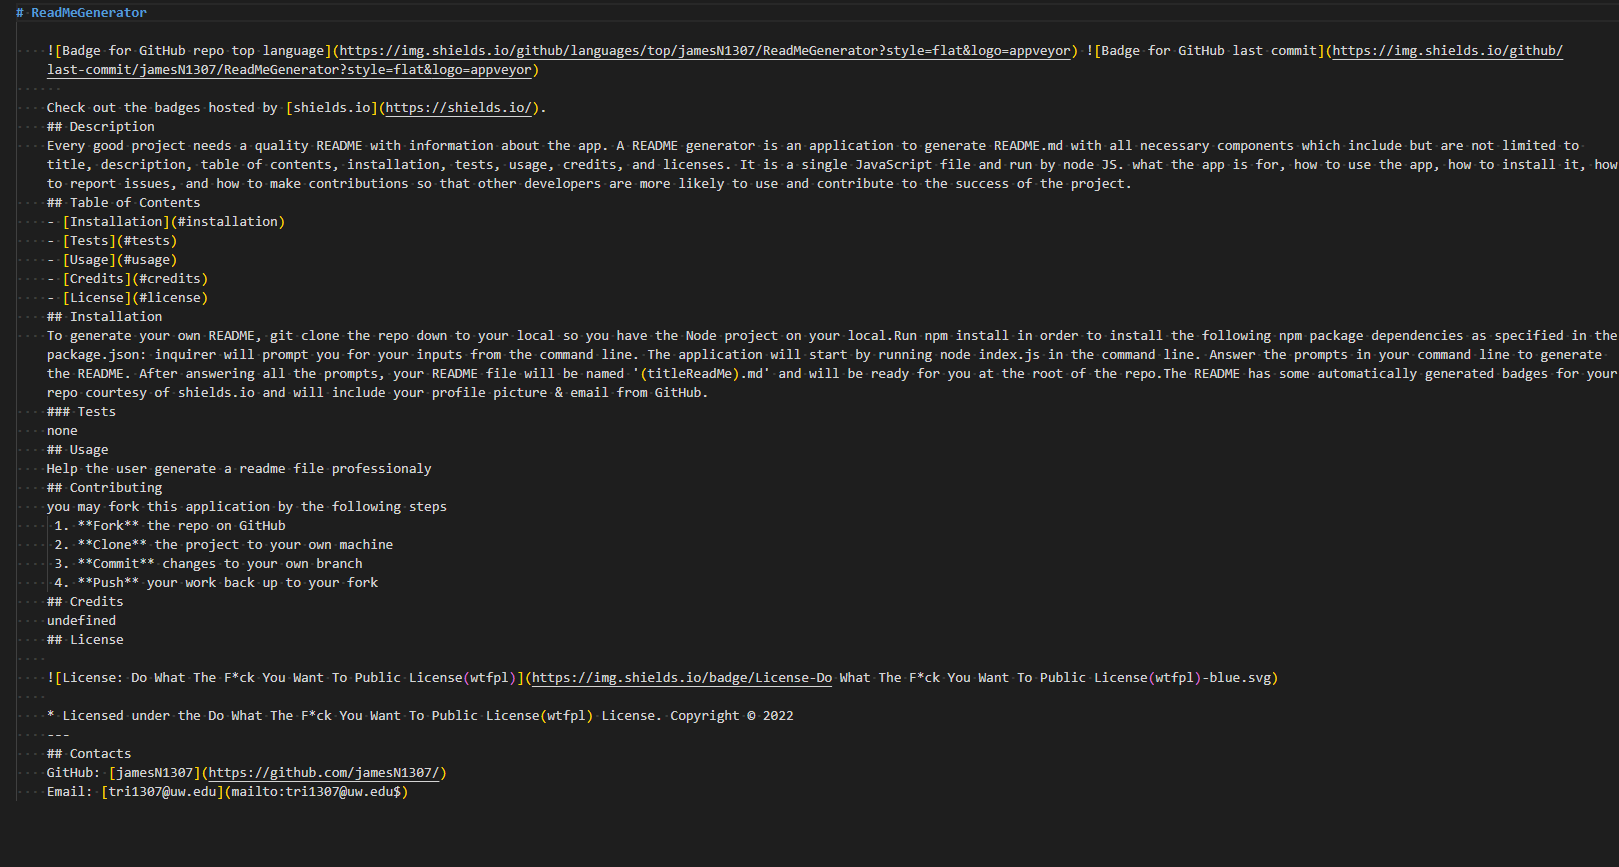 # ReadMeGenerator
![Badge for GitHub repo top language](https://img.shields.io/github/languages/top/jamesN1307/ReadMeGenerator?style=flat&logo=appveyor) ![Badge for GitHub last commit](https://img.shields.io/github/
last-commit/jamesN1307/ReadMeGenerator?style=flat&logo=appveyor)
Check out the badges hosted by [shields.io](https://shields.io/).
## Description
Every good project needs a quality README with information about the app. A README generator is an application to generate README.md with all necessary components which include but are not limited to
title, description, table of contents, installation, tests, usage, credits, and licenses. It is a single JavaScript file and run by node JS. what the app is for, how to use the app, how to install it, how
to report issues, and how to make contributions so that other developers are more likely to use and contribute to the success of the project.
## Table of Contents
- [Installation](#installation)
- [Tests](#tests)
- [Usage](#usage)
- [Credits](#credits)
- [License](#license)
## Installation
To generate your own README, git clone the repo down to your local so you have the Node project on your local.Run npm install in order to install the following npm package dependencies as specified in the
package.json: inquirer will prompt you for your inputs from the command line. The application will start by running node index.js in the command line. Answer the prompts in your command line to generate
the README. After answering all the prompts, your README file will be named '(titleReadMe).md' and will be ready for you at the root of the repo.The README has some automatically generated badges for your
repo courtesy of shields.io and will include your profile picture & email from GitHub.
### Tests
none
## Usage
Help the user generate a readme file professionaly
## Contributing
you may fork this application by the following steps
1. **Fork** the repo on GitHub
2. **Clone** the project to your own machine
3. **Commit** changes to your own branch
4. **Push** your work back up to your fork
## Credits
undefined
## License
![License: Do What The F*ck You Want To Public License(wtfpl)](https://img.shields.io/badge/License-Do What The F*ck You Want To Public License(wtfpl)-blue.svg)
* Licensed under the Do What The F*ck You Want To Public License(wtfpl) License. Copyright © 2022
---
## Contacts
GitHub: [jamesN1307](https://github.com/jamesN1307/)
Email: [tri1307@uw.edu](mailto:tri1307@uw.edu$)